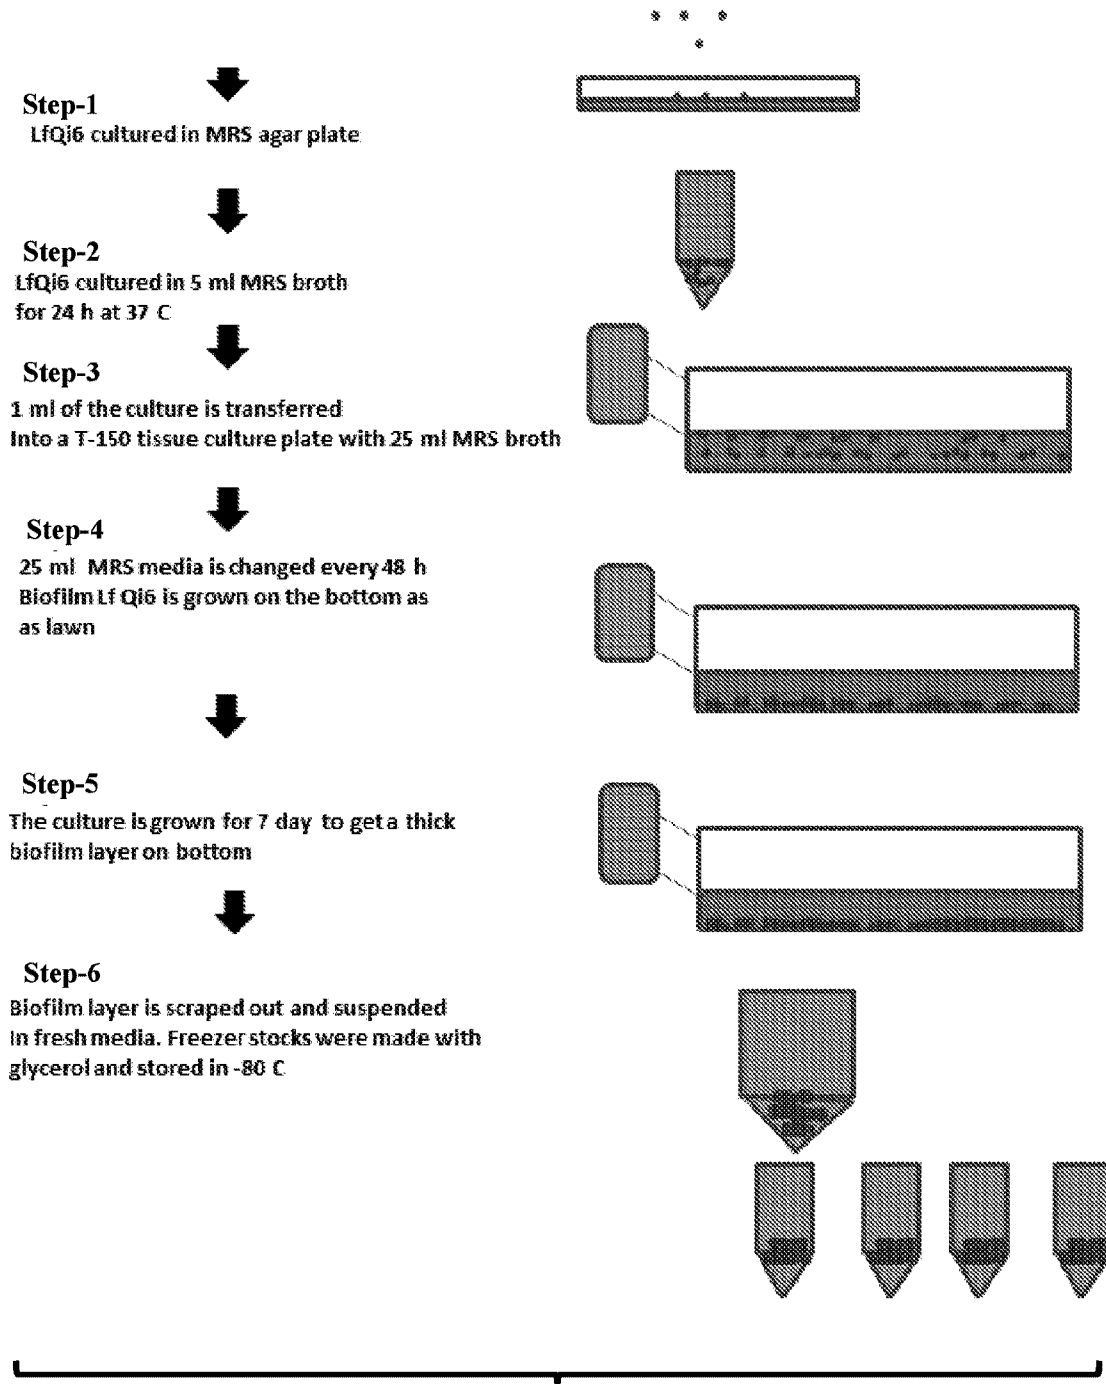 Step-1
LfQi6 cultured in MRS agar plate
Step-2
LfQi6 cultured in 5 ml MRS broth
for 24 h at 37 C
Step-3
1 ml of the culture is transferred
Into a T-150 tissue culture plate with 25 ml MRS broth
Step-4
25 ml MRS media is changed every 48 h
Biofilm Lf Qi6 is grown on the bottom as
as lawn
Step-5
The culture is grown for 7 day to get a thick
biofilm layer on bottom
Step-6
Biofilm layer is scraped out and suspended
In fresh media. Freezer stocks were made with
glycerol and stored in -80 C